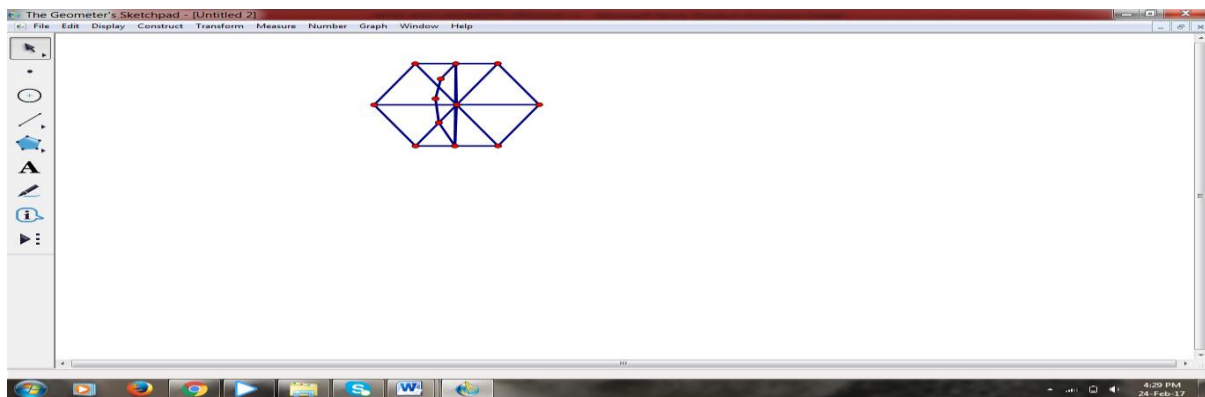 The Geometer's Sketchpad - [Untitled 2]
File Edit Display Construct Transform Measure Number Graph Window Help
A
i
S
W
4:29 PM
24-Feb-17